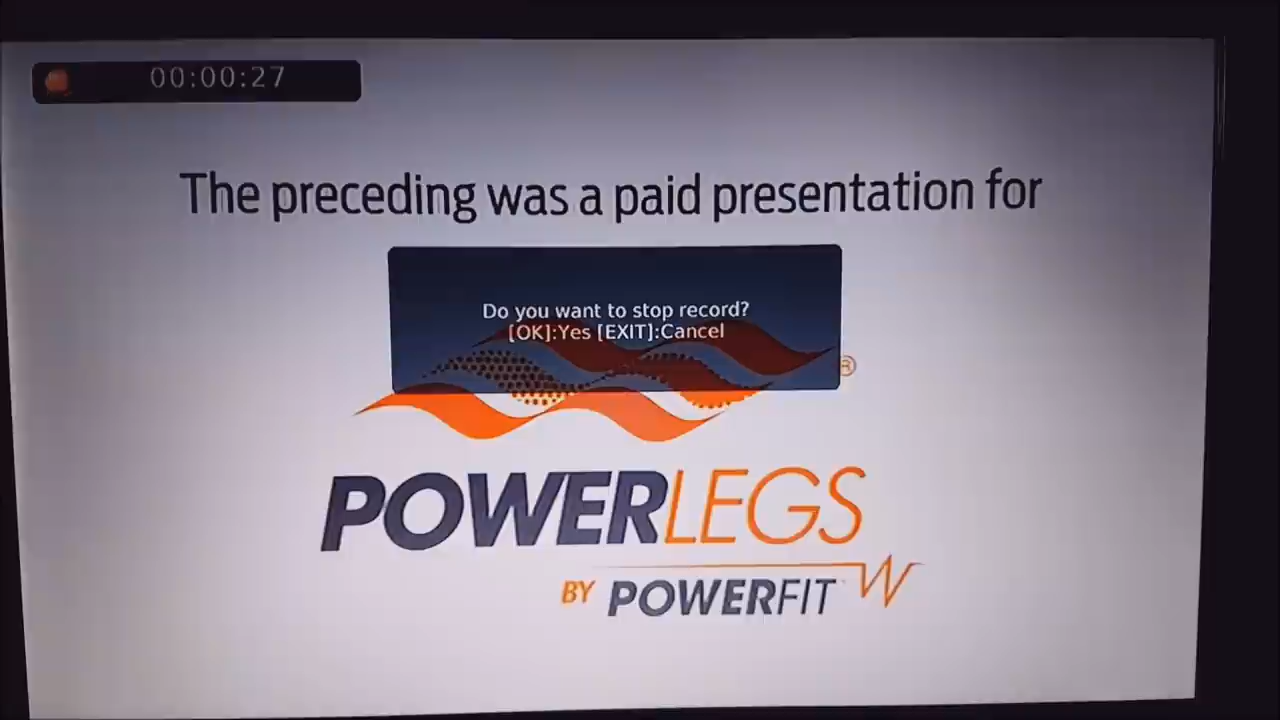 00:00:27
The preceding was a paid presentation for
Do you want to stop record?
[OK]:Yes [EXIT]:Cancel
®
POWERLEGS
BY POWERFIT